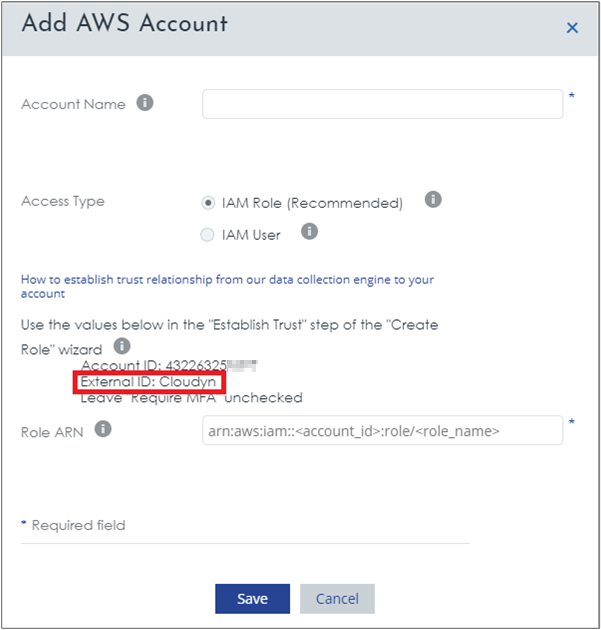 Add AWS Account
×
Account Name i
*
Access Type
IAM Role (Recommended) i
IAM User i
How to establish trust relationship from our data collection engine to your
account
Use the values below in the "Establish Trust" step of the "Create
Role" wizard i
Account ID: 43226325
External ID: Cloudyn
Leave "Require MFA" unchecked
Role ARN i
arn:aws:iam::<account_id>:role/<role_name>
*
* Required field
Save
Cancel